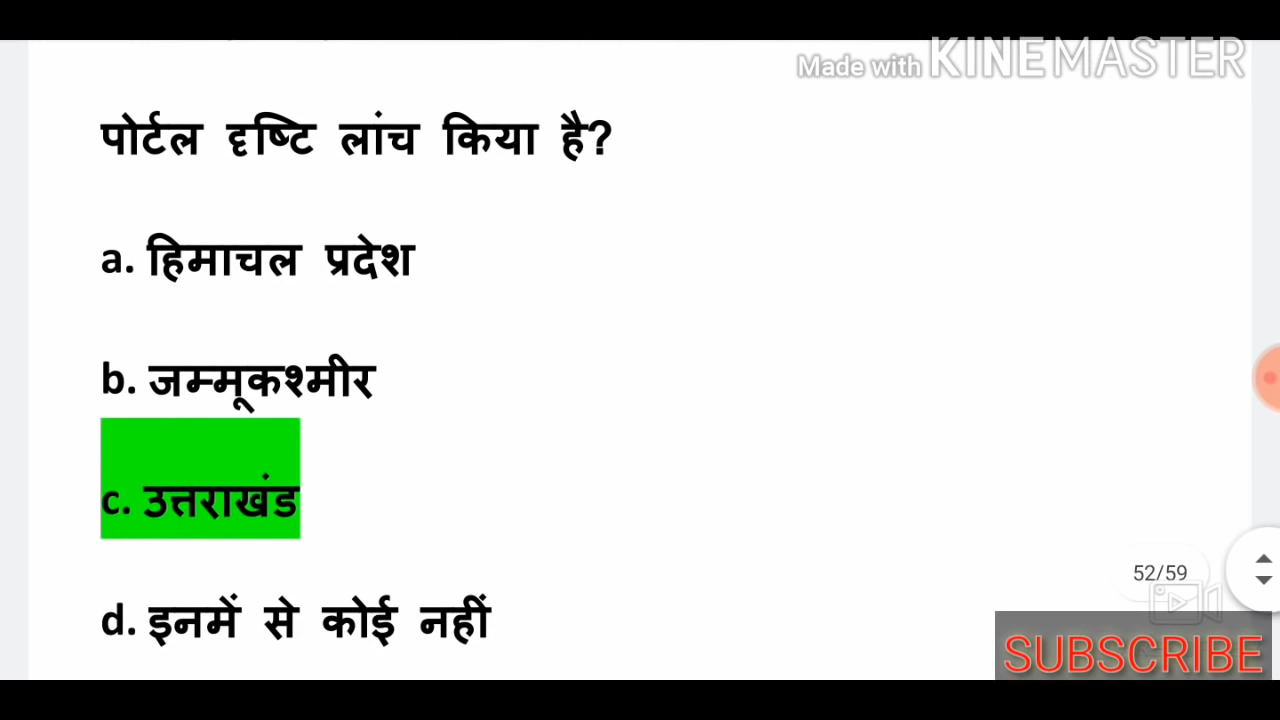 Made with KINEMASTER
पोर्टल दृष्टि लांच किया है?
a. हिमाचल प्रदेश
b. जम्मूकश्मीर
c. उत्तराखंड
52/59
d. इनमें से कोई नहीं
SUBSCRIBE